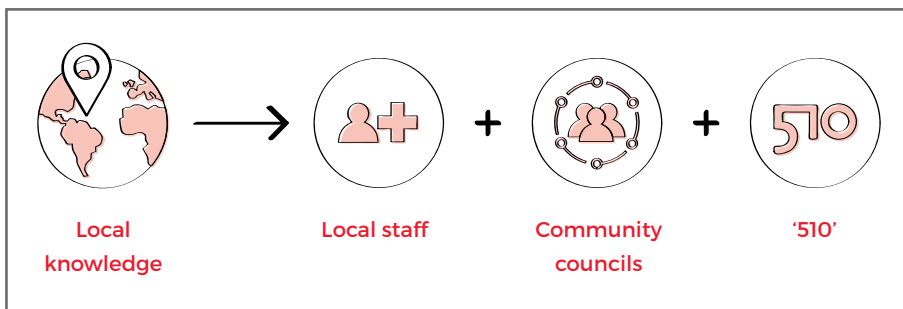 510
Local
knowledge
Local staff
Community
councils
‘510’